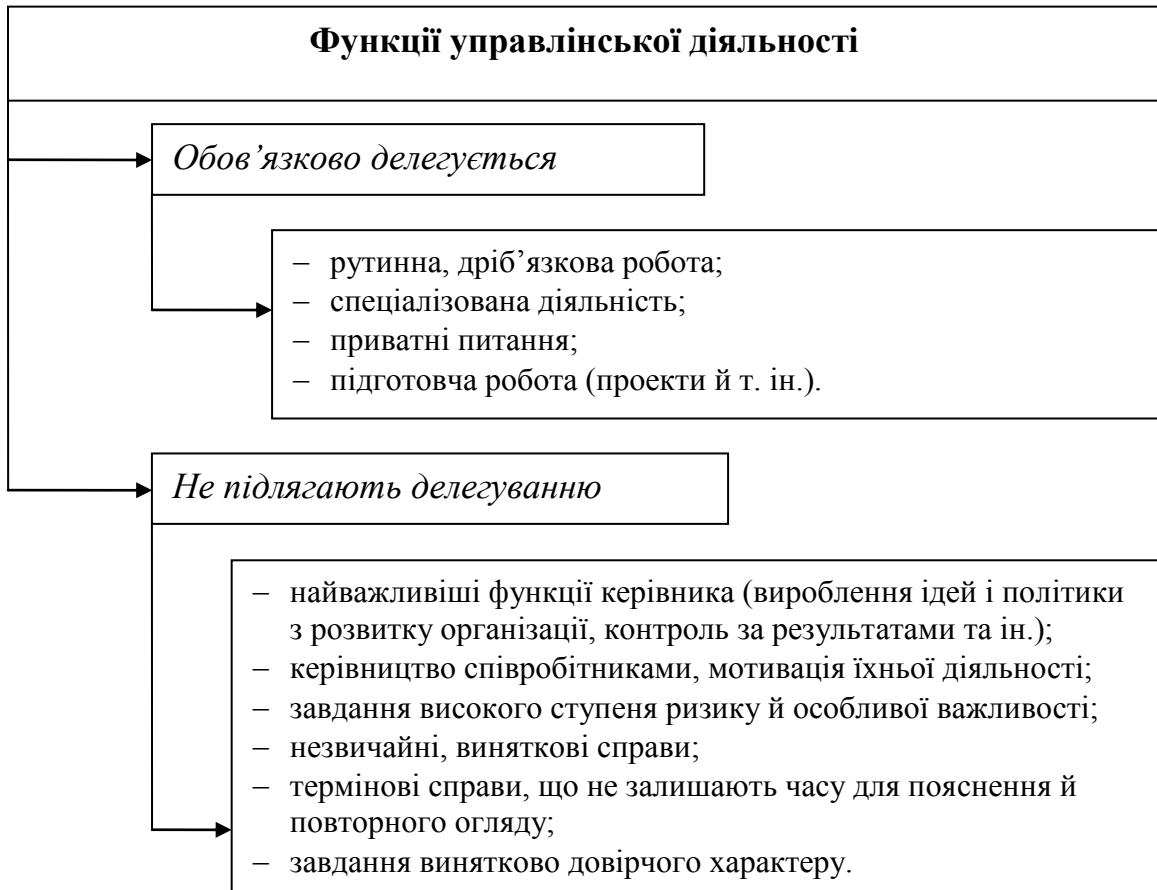 Функції управлінської діяльності
Обов’язково делегується
– рутинна, дріб’язкова робота;
– спеціалізована діяльність;
– приватні питання;
– підготовча робота (проекти й т. ін.).
Не підлягають делегуванню
– найважливіші функції керівника (вироблення ідей і політики
з розвитку організації, контроль за результатами та ін.);
– керівництво співробітниками, мотивація їхньої діяльності;
– завдання високого ступеня ризику й особливої важливості;
– незвичайні, виняткові справи;
– термінові справи, що не залишають часу для пояснення й
повторного огляду;
– завдання винятково довірчого характеру.